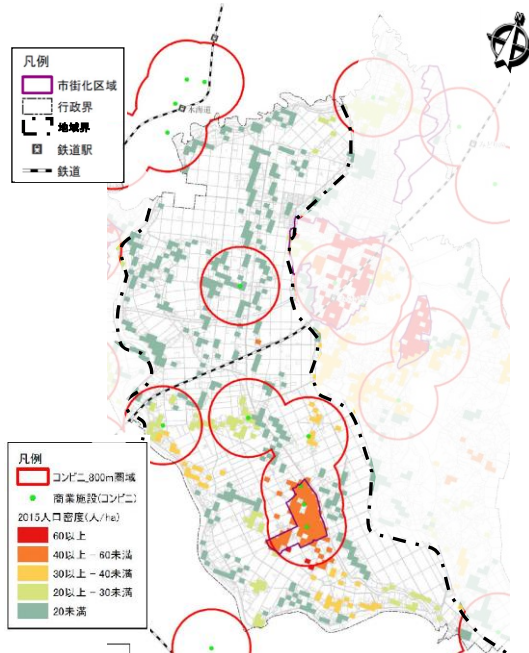 凡例
市街化区域
行政界
地域界
鉄道駅
鉄道
水海道
凡例
コンビニ_800m圏域
商業施設(コンビニ)
2015人口密度(人/ha)
60以上
40以上 - 60未満
30以上 - 40未満
20以上 - 30未満
20未満